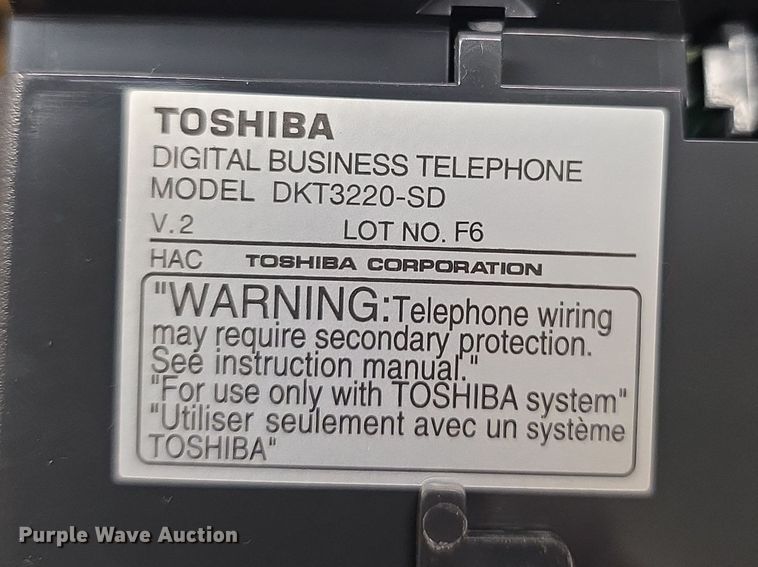 TOSHIBA
DIGITAL BUSINESS TELEPHONE
MODEL DKT3220-SD
V.2 LOT NO. F6
HAC TOSHIBA CORPORATION
"WARNING:Telephone wiring
may require secondary protection.
See instruction manual."
"For use only with TOSHIBA system"
"Utiliser seulement avec un système
TOSHIBA"
Purple Wave Auction